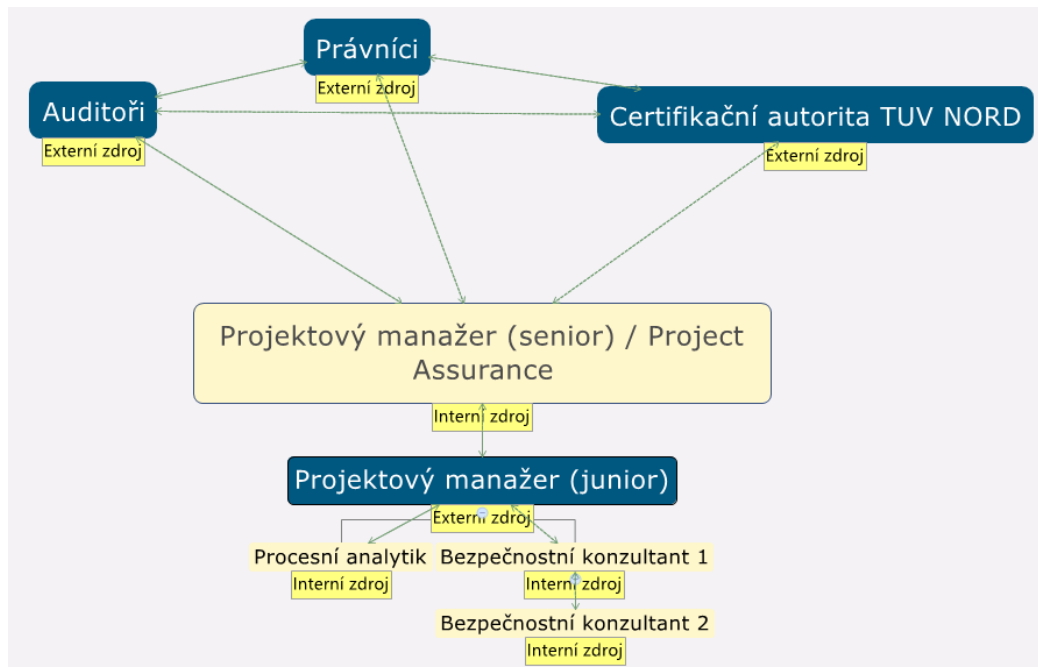 Právníci
Externí zdroj
Auditoři
Externí zdroj
Certifikační autorita TUV NORD
Externí zdroj
Projektový manažer (senior) / Project
Assurance
Interní zdroj
Projektový manažer (junior)
Externí zdroj
Procesní analytik
Interní zdroj
Bezpečnostní konzultant 1
Interní zdroj
Bezpečnostní konzultant 2
Interní zdroj